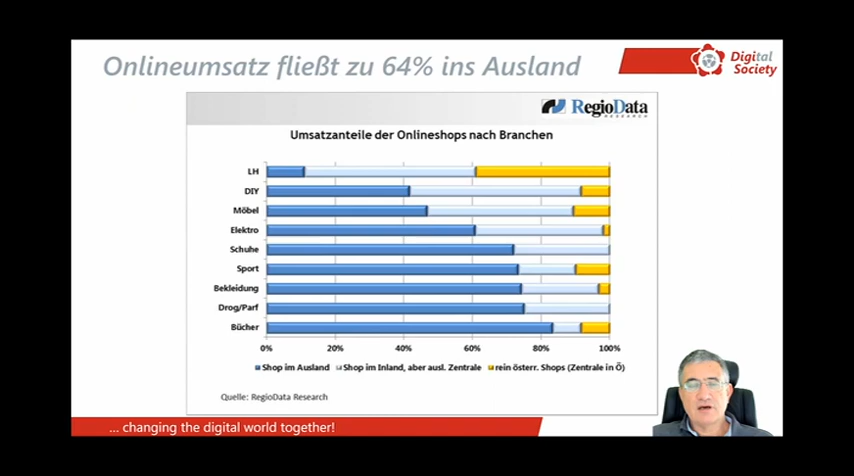 Onlineumsatz fließt zu 64% ins Ausland
Digital
Society
RegioData
RESEARCH
Umsatzanteile der Onlineshops nach Branchen
LH
DIY
Möbel
Elektro
Schuhe
Sport
Bekleidung
Drog/Parf
Bücher
0% 20% 40% 60% 80% 100%
Shop im Ausland Shop im Inland, aber ausl. Zentrale rein österr. Shops (Zentrale in Ö)
Quelle: RegioData Research
... changing the digital world together!